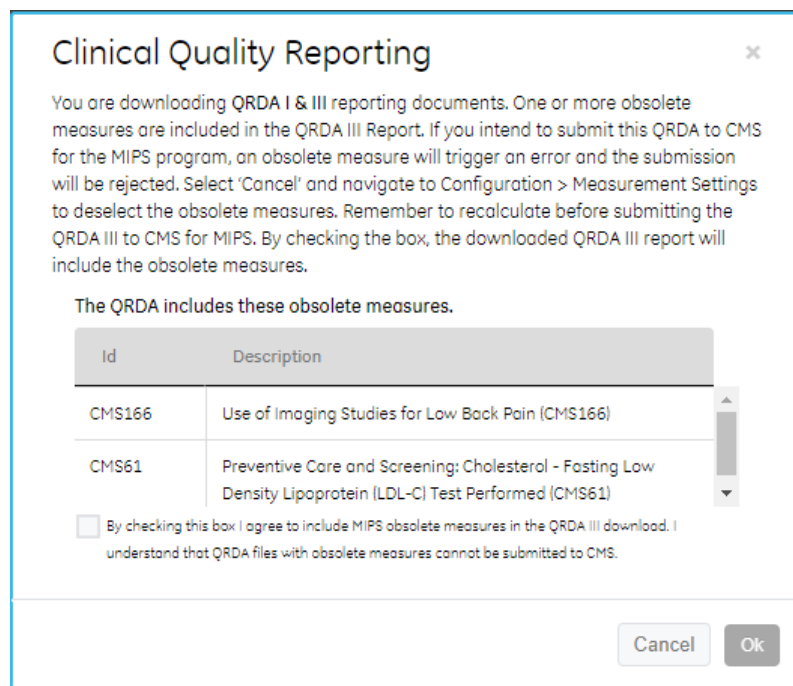 Clinical Quality Reporting
×
You are downloading QRDA I & III reporting documents. One or more obsolete
measures are included in the QRDA III Report. If you intend to submit this QRDA to CMS
for the MIPS program, an obsolete measure will trigger an error and the submission
will be rejected. Select 'Cancel' and navigate to Configuration > Measurement Settings
to deselect the obsolete measures. Remember to recalculate before submitting the
QRDA III to CMS for MIPS. By checking the box, the downloaded QRDA III report will
include the obsolete measures.
The QRDA includes these obsolete measures.
Id Description
CMS166 Use of Imaging Studies for Low Back Pain (CMS166)
CMS61 Preventive Care and Screening: Cholesterol - Fasting Low
Density Lipoprotein (LDL-C) Test Performed (CMS61)
By checking this box I agree to include MIPS obsolete measures in the QRDA III download. I
understand that QRDA files with obsolete measures cannot be submitted to CMS.
Cancel Ok